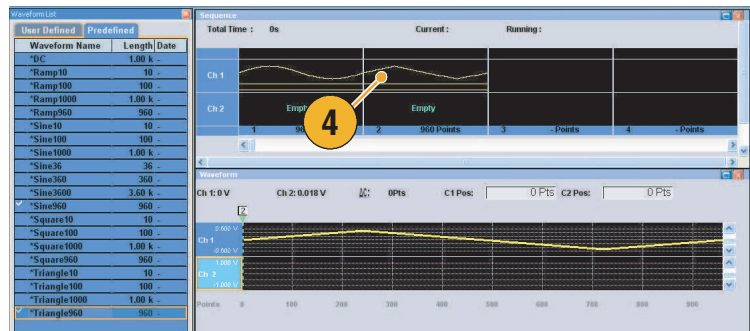 Waveform List
User Defined Predefined
Waveform Name Length Date
*DC 1.00 k -
*Ramp10 10 -
*Ramp100 100 -
*Ramp1000 1.00 k -
*Ramp960 960 -
*Sine10 10 -
*Sine100 100 -
*Sine1000 1.00 k -
*Sine36 36 -
*Sine360 360 -
*Sine3600 3.60 k -
*Sine960 960 -
*Square10 10 -
*Square100 100 -
*Square1000 1.00 k -
*Square960 960 -
*Triangle10 10 -
*Triangle100 100 -
*Triangle1000 1.00 k -
*Triangle960 960 -
Sequence
Total Time : 0s Current : Running :
Ch 1
4
Ch 2 Empty Empty
1 960 2 960 Points 3 - Points 4 - Points
Waveform
Ch 1: 0 V Ch 2: 0.018 V 0Pts C1 Pos: 0 Pts C2 Pos: 0 Pts
2
0.500 V
Ch 1
-0.500 V
1.000 V
Ch 2
-1.000 V
Points: 0 100 200 300 400 500 600 700 800 900